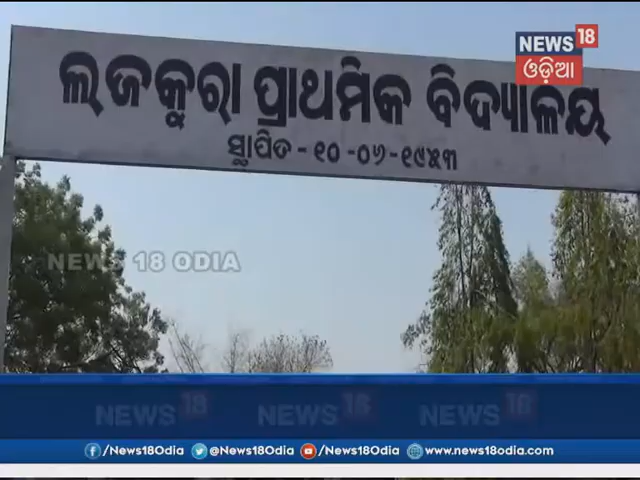 NEWS 18
ଓଡ଼ିଆ
ଲଜକୁରା ପ୍ରାଥମିକ ବିଦ୍ୟାଳୟ
ସ୍ଥାପିତ - ୧୦ - ୦୬ - ୧୯୫୩
NEWS 18 ODIA
NEWS 18 NEWS 18 NEWS 18
/News18Odia @News18Odia /News18Odia www.news18odia.com